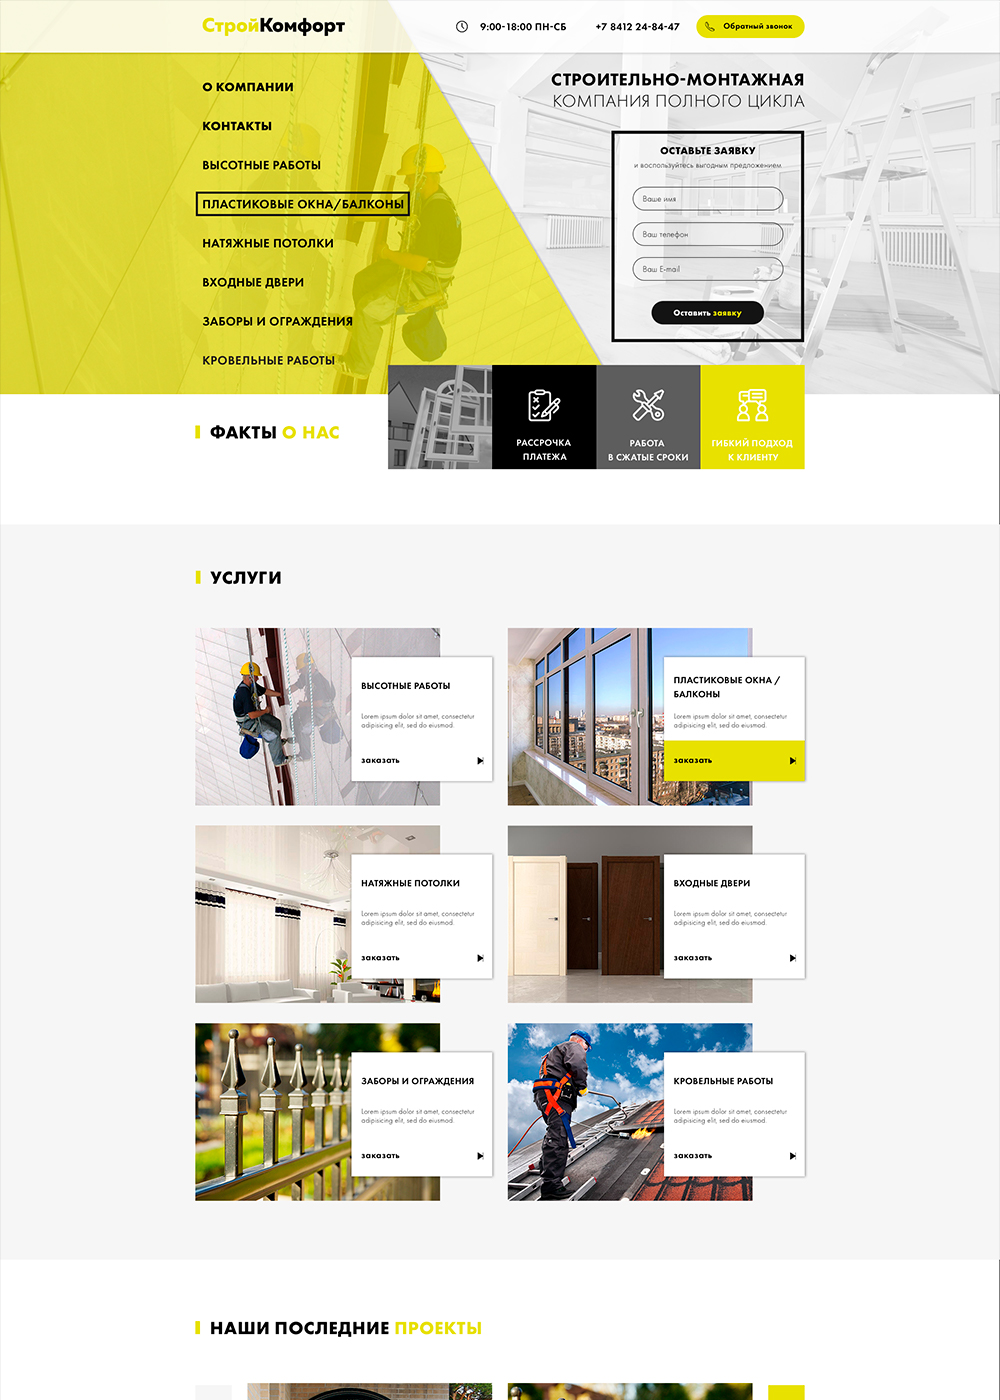 СтройКомфорт
9:00-18:00 ПН-СБ
+7 8412 24-84-47
Обратный звонок
О КОМПАНИИ
КОНТАКТЫ
ВЫСОТНЫЕ РАБОТЫ
ПЛАСТИКОВЫЕ ОКНА/БАЛКОНЫ
НАТЯЖНЫЕ ПОТОЛКИ
ВХОДНЫЕ ДВЕРИ
ЗАБОРЫ И ОГРАЖДЕНИЯ
КРОВЕЛЬНЫЕ РАБОТЫ
СТРОИТЕЛЬНО-МОНТАЖНАЯ
КОМПАНИЯ ПОЛНОГО ЦИКЛА
ОСТАВЬТЕ ЗАЯВКУ
и воспользуйтесь выгодным предложением
Ваше имя
Ваш телефон
Ваш E-mail
Оставить заявку
ФАКТЫ О НАС
РАССРОЧКА
ПЛАТЕЖА
РАБОТА
В СЖАТЫЕ СРОКИ
ГИБКИЙ ПОДХОД
К КЛИЕНТУ
УСЛУГИ
ВЫСОТНЫЕ РАБОТЫ
Lorem ipsum dolor sit amet, consectetur
adipisicing elit, sed do eiusmod.
заказать
ПЛАСТИКОВЫЕ ОКНА /
БАЛКОНЫ
Lorem ipsum dolor sit amet, consectetur
adipisicing elit, sed do eiusmod.
заказать
НАТЯЖНЫЕ ПОТОЛКИ
Lorem ipsum dolor sit amet, consectetur
adipisicing elit, sed do eiusmod.
заказать
ВХОДНЫЕ ДВЕРИ
Lorem ipsum dolor sit amet, consectetur
adipisicing elit, sed do eiusmod.
заказать
ЗАБОРЫ И ОГРАЖДЕНИЯ
Lorem ipsum dolor sit amet, consectetur
adipisicing elit, sed do eiusmod.
заказать
КРОВЕЛЬНЫЕ РАБОТЫ
Lorem ipsum dolor sit amet, consectetur
adipisicing elit, sed do eiusmod.
заказать
НАШИ ПОСЛЕДНИЕ ПРОЕКТЫ